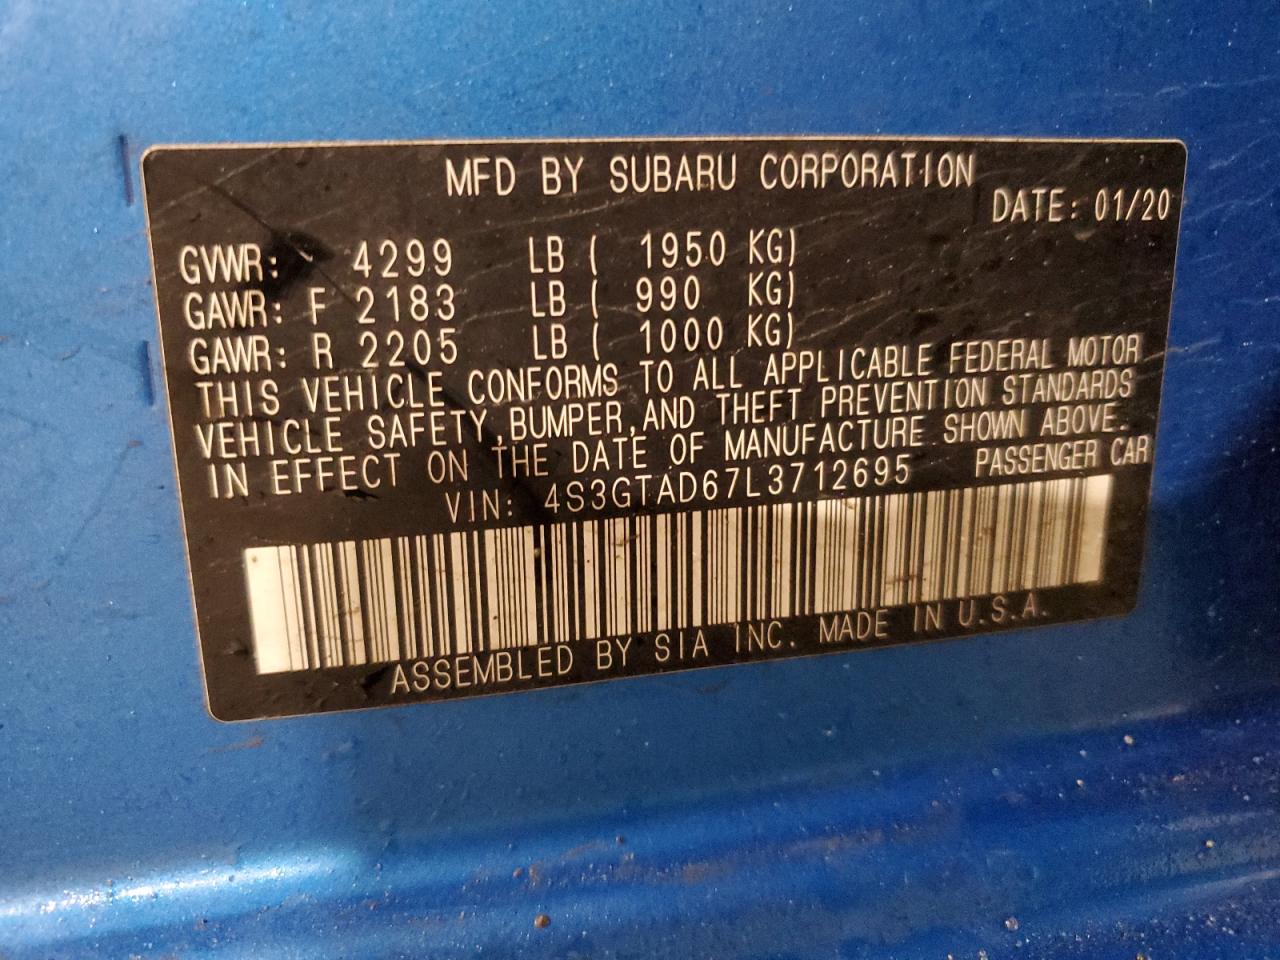 MFD BY SUBARU CORPORATION
DATE: 01/20
GVWR: 4299 LB ( 1950 KG)
GAWR: F 2183 LB ( 990 KG)
GAWR: R 2205 LB ( 1000 KG)
THIS VEHICLE CONFORMS TO ALL APPLICABLE FEDERAL MOTOR
VEHICLE SAFETY, BUMPER, AND THEFT PREVENTION STANDARDS
IN EFFECT ON THE DATE OF MANUFACTURE SHOWN ABOVE.
VIN: 4S3GTAD67L3712695 PASSENGER CAR
ASSEMBLED BY SIA INC. MADE IN U.S.A.